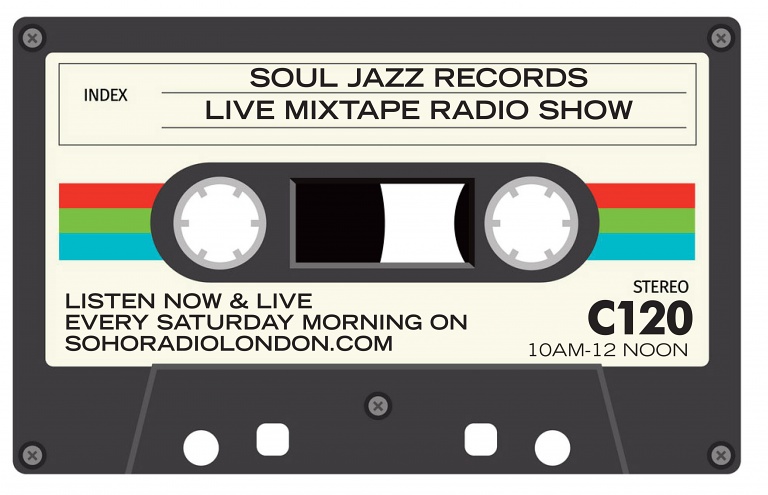 INDEX
SOUL JAZZ RECORDS
LIVE MIXTAPE RADIO SHOW
LISTEN NOW & LIVE
EVERY SATURDAY MORNING ON
SOHORADIOLONDON.COM
STEREO
C120
10AM-12 NOON